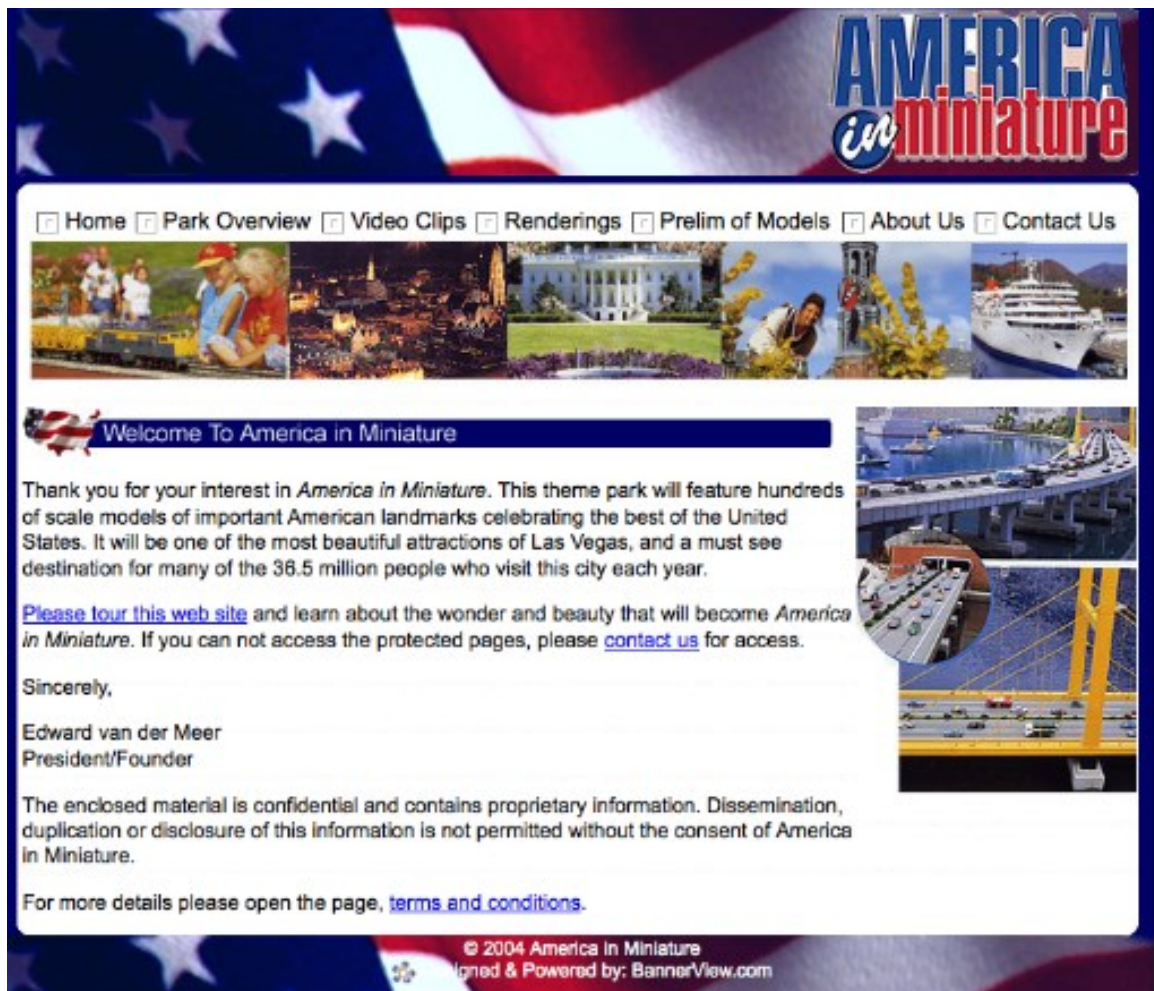 AMERICA
in miniature
Home Park Overview Video Clips Renderings Prelim of Models About Us Contact Us
Welcome To America in Miniature
Thank you for your interest in America in Miniature. This theme park will feature hundreds
of scale models of important American landmarks celebrating the best of the United
States. It will be one of the most beautiful attractions of Las Vegas, and a must see
destination for many of the 36.5 million people who visit this city each year.
Please tour this web site and learn about the wonder and beauty that will become America
in Miniature. If you can not access the protected pages, please contact us for access.
Sincerely,
Edward van der Meer
President/Founder
The enclosed material is confidential and contains proprietary information. Dissemination,
duplication or disclosure of this information is not permitted without the consent of America
in Miniature.
For more details please open the page, terms and conditions.
© 2004 America in Miniature
igned & Powered by: BannerView.com